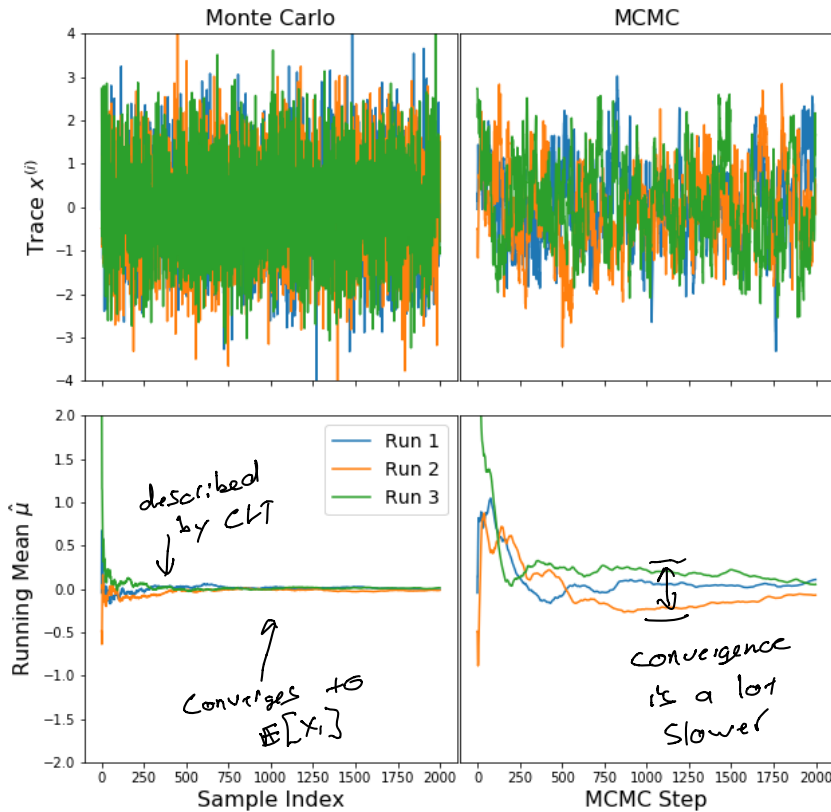 Monte Carlo
MCMC
Trace x^(i)
4
3
2
1
0
−1
−2
−3
−4
Running Mean μ̂
2.0
1.5
1.0
0.5
0.0
−0.5
−1.0
−1.5
−2.0
Run 1
Run 2
Run 3
described
by CLT
converges to
𝔼[X₁]
convergence
is a lot
slower
0 250 500 750 1000 1250 1500 1750 2000
0 250 500 750 1000 1250 1500 1750 2000
Sample Index
MCMC Step